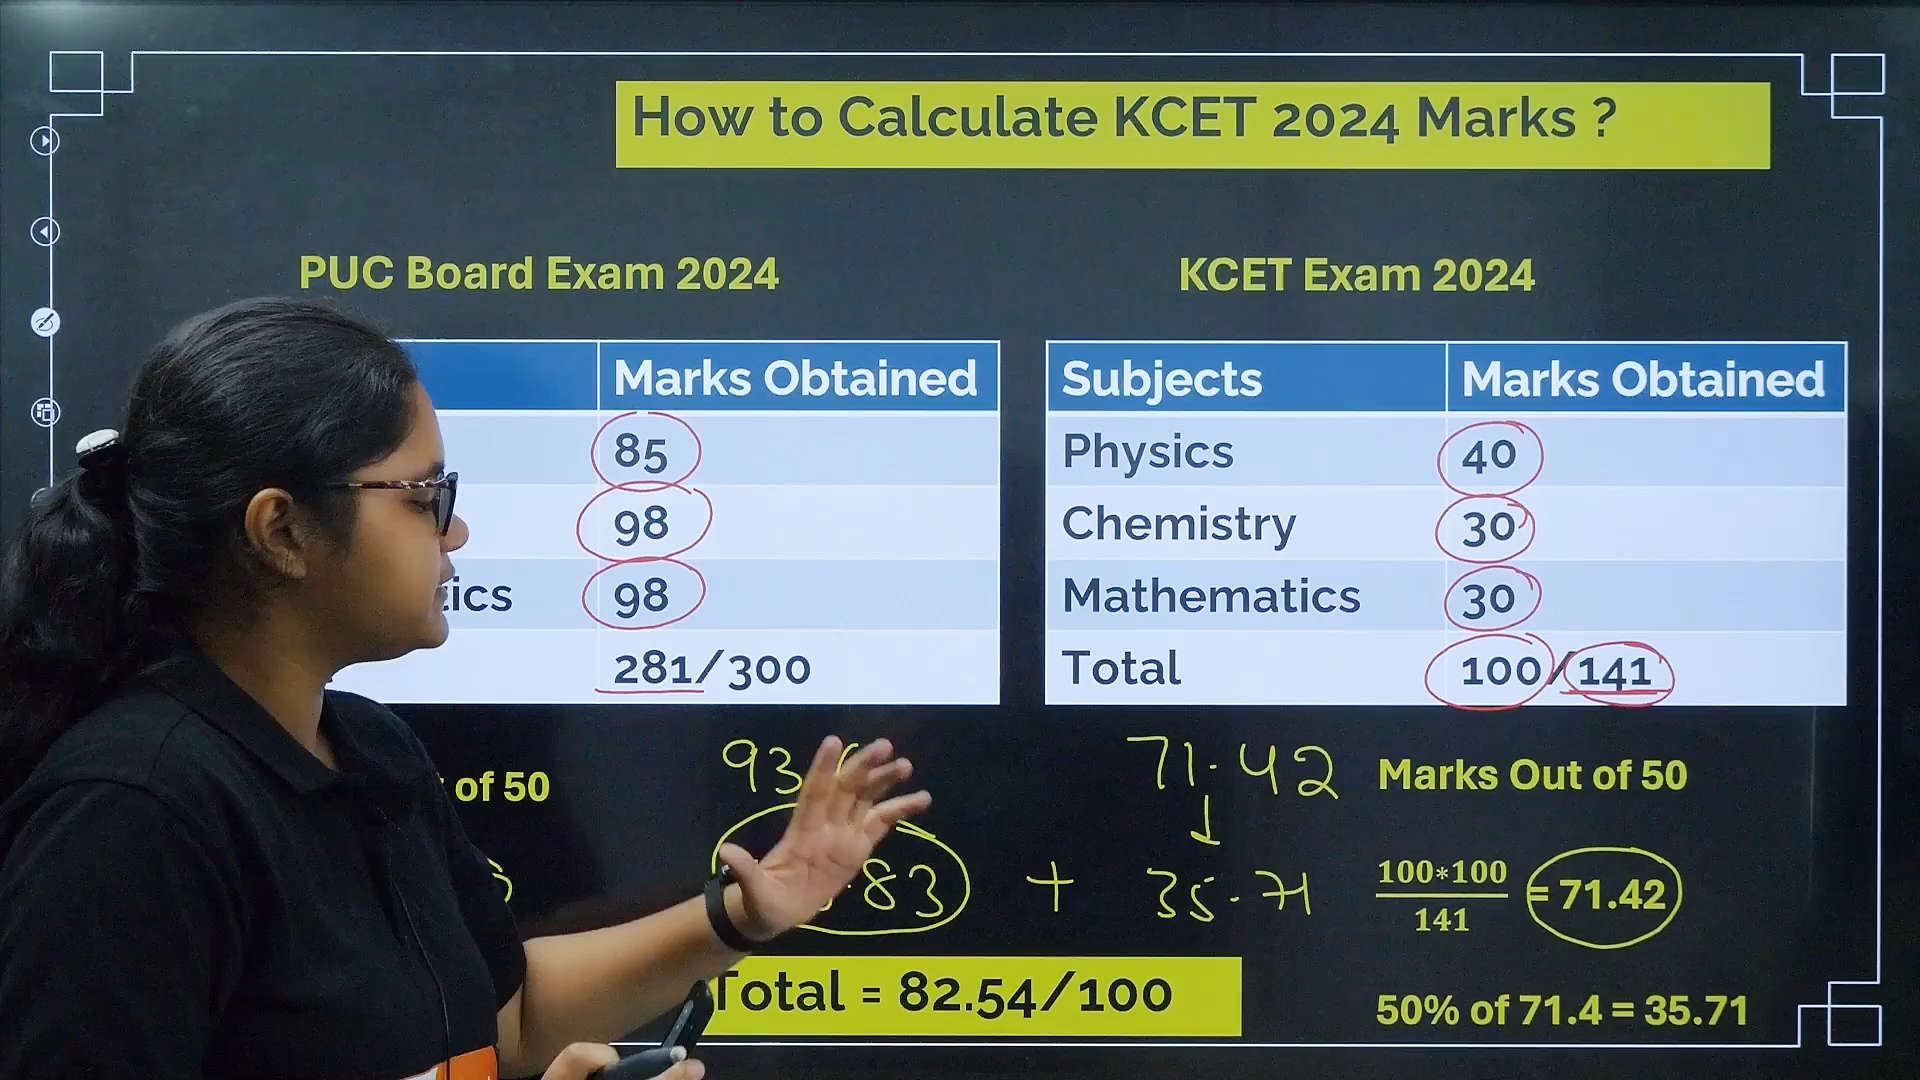 How to Calculate KCET 2024 Marks ?
PUC Board Exam 2024
Marks Obtained
85
98
tics 98
281/300
KCET Exam 2024
Subjects Marks Obtained
Physics 40
Chemistry 30
Mathematics 30
Total 100/141
of 50
93
71.42
Marks Out of 50
83 + 35.71
100*100
141
= 71.42
Total = 82.54/100
50% of 71.4 = 35.71